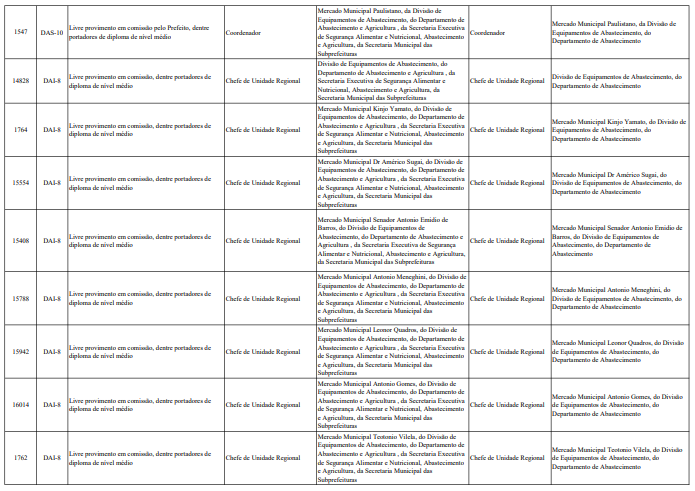 1547 DAS-10 Livre provimento em comissão pelo Prefeito, dentre portadores de diploma de nível médio Coordenador
Mercado Municipal Paulistano, da Divisão de
Equipamentos de Abastecimento, do Departamento
de Abastecimento e Agricultura , da Secretaria Executiva
de Segurança Alimentar e Nutricional, Abastecimento
e Agricultura, da Secretaria Municipal das
Subprefeituras
Coordenador
Mercado Municipal Paulistano, da Divisão de
Equipamentos de Abastecimento, do
Departamento do Abastecimento
14828 DAI-8 Livre provimento em comissão, dentre portadores de diploma de nível médio Chefe de Unidade Regional
Divisão de Equipamentos de Abastecimento, do
Departamento de Abastecimento e Agricultura , da
Secretaria Executiva de Segurança Alimentar e
Nutricional, Abastecimento e Agricultura, da
Secretaria Municipal das Subprefeituras
Chefe de Unidade Regional
Divisão de Equipamentos de Abastecimento, do
Departamento de Abastecimento
1764 DAI-8 Livre provimento em comissão, dentre portadores de diploma de nível médio Chefe de Unidade Regional
Mercado Municipal Kinjo Yamato, do Divisão de
Equipamentos de Abastecimento, do Departamento de
Abastecimento e Agricultura , da Secretaria Executiva
de Segurança Alimentar e Nutricional, Abastecimento
e Agricultura, da Secretaria Municipal das
Subprefeituras
Chefe de Unidade Regional
Mercado Municipal Kinjo Yamato, do Divisão de
Equipamentos de Abastecimento, do
Departamento de Abastecimento
15554 DAI-8 Livre provimento em comissão, dentre portadores de diploma de nível médio Chefe de Unidade Regional
Mercado Municipal Dr Américo Sugai, do Divisão de
Equipamentos de Abastecimento, do Departamento de
Abastecimento e Agricultura , da Secretaria Executiva
de Segurança Alimentar e Nutricional, Abastecimento
e Agricultura, da Secretaria Municipal das
Subprefeituras
Chefe de Unidade Regional
Mercado Municipal Dr Américo Sugai, do
Divisão de Equipamentos de Abastecimento, do
Departamento de Abastecimento
15408 DAI-8 Livre provimento em comissão, dentre portadores de diploma de nível médio Chefe de Unidade Regional
Mercado Municipal Senador Antonio Emidio de
Barros, do Divisão de Equipamentos de
Abastecimento, do Departamento de Abastecimento e
Agricultura , da Secretaria Executiva de Segurança
Alimentar e Nutricional, Abastecimento e Agricultura,
da Secretaria Municipal das Subprefeituras
Chefe de Unidade Regional
Mercado Municipal Senador Antonio Emidio de
Barros, do Divisão de Equipamentos de
Abastecimento, do Departamento de
Abastecimento
15788 DAI-8 Livre provimento em comissão, dentre portadores de diploma de nível médio Chefe de Unidade Regional
Mercado Municipal Antonio Meneghini, do Divisão de
Equipamentos de Abastecimento, do Departamento de
Abastecimento e Agricultura , da Secretaria Executiva
de Segurança Alimentar e Nutricional, Abastecimento
e Agricultura, da Secretaria Municipal das
Subprefeituras
Chefe de Unidade Regional
Mercado Municipal Antonio Meneghini, do
Divisão de Equipamentos de Abastecimento, do
Departamento de Abastecimento
15942 DAI-8 Livre provimento em comissão, dentre portadores de diploma de nível médio Chefe de Unidade Regional
Mercado Municipal Leonor Quadros, do Divisão de
Equipamentos de Abastecimento, do Departamento de
Abastecimento e Agricultura , da Secretaria Executiva
de Segurança Alimentar e Nutricional, Abastecimento
e Agricultura, da Secretaria Municipal das
Subprefeituras
Chefe de Unidade Regional
Mercado Municipal Leonor Quadros, do Divisão
de Equipamentos de Abastecimento, do
Departamento de Abastecimento
16014 DAI-8 Livre provimento em comissão, dentre portadores de diploma de nível médio Chefe de Unidade Regional
Mercado Municipal Antonio Gomes, do Divisão de
Equipamentos de Abastecimento, do Departamento de
Abastecimento e Agricultura , da Secretaria Executiva
de Segurança Alimentar e Nutricional, Abastecimento
e Agricultura, da Secretaria Municipal das
Subprefeituras
Chefe de Unidade Regional
Mercado Municipal Antonio Gomes, do Divisão
de Equipamentos de Abastecimento, do
Departamento de Abastecimento
1762 DAI-8 Livre provimento em comissão, dentre portadores de diploma de nível médio Chefe de Unidade Regional
Mercado Municipal Teotonio Vilela, do Divisão de
Equipamentos de Abastecimento, do Departamento de
Abastecimento e Agricultura , da Secretaria Executiva
de Segurança Alimentar e Nutricional, Abastecimento
e Agricultura, da Secretaria Municipal das
Subprefeituras
Chefe de Unidade Regional
Mercado Municipal Teotonio Vilela, do Divisão
de Equipamentos de Abastecimento, do
Departamento de Abastecimento